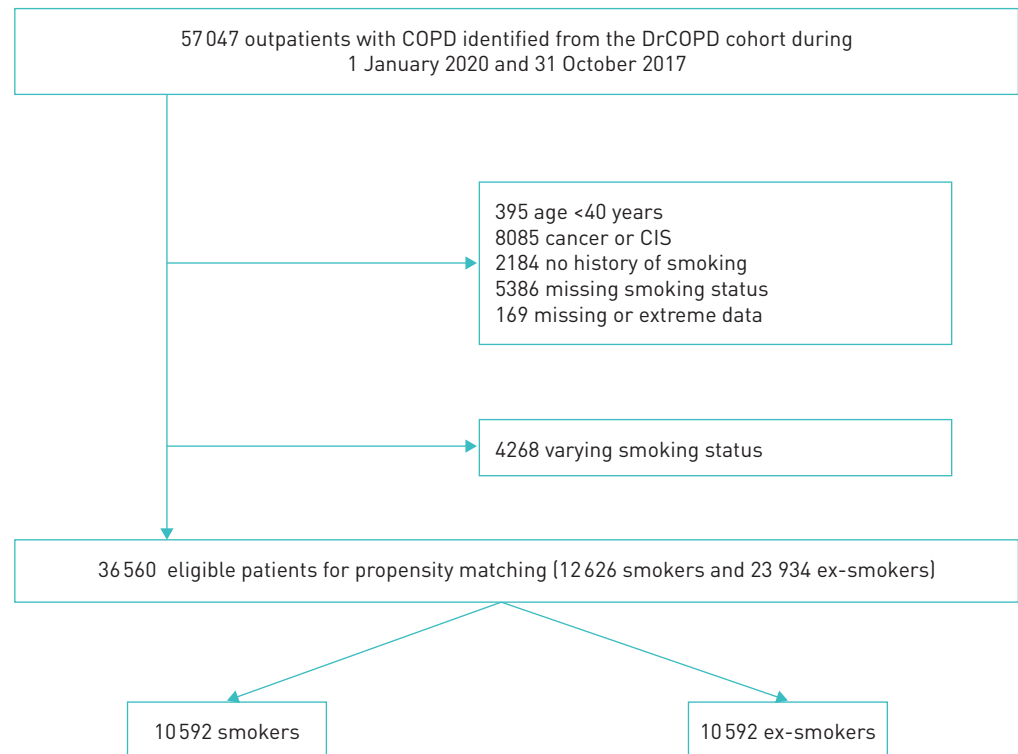 57 047 outpatients with COPD identified from the DrCOPD cohort during
1 January 2020 and 31 October 2017
395 age <40 years
8085 cancer or CIS
2184 no history of smoking
5386 missing smoking status
169 missing or extreme data
4268 varying smoking status
36 560 eligible patients for propensity matching (12 626 smokers and 23 934 ex-smokers)
10 592 smokers
10 592 ex-smokers